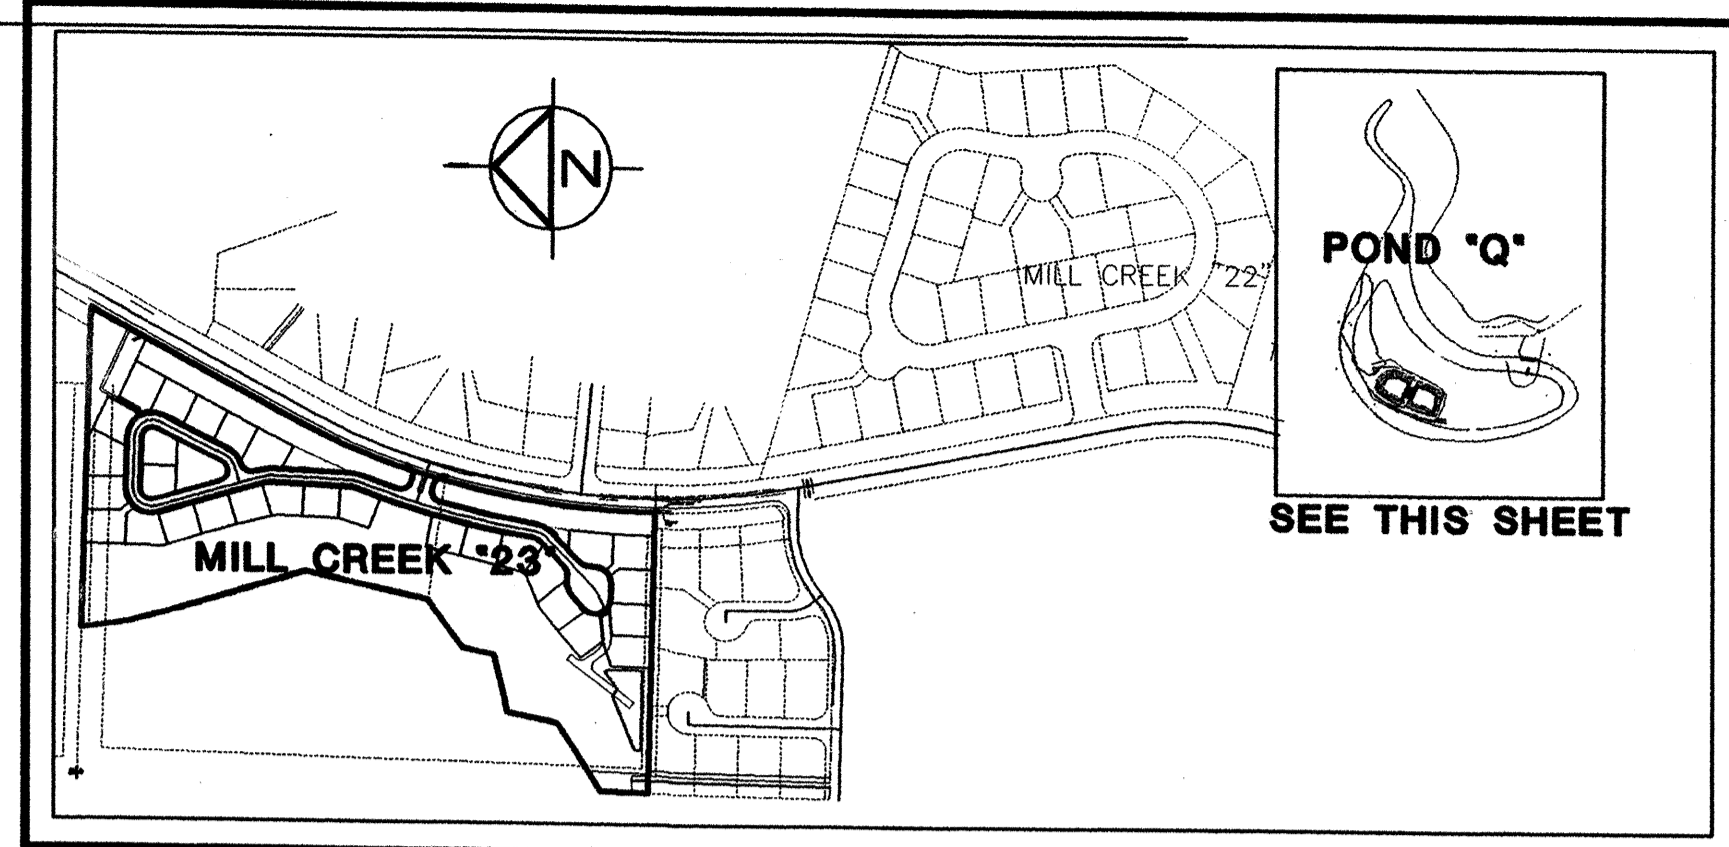 N
MILL CREEK "22"
POND "Q"
SEE THIS SHEET
MILL CREEK "23"